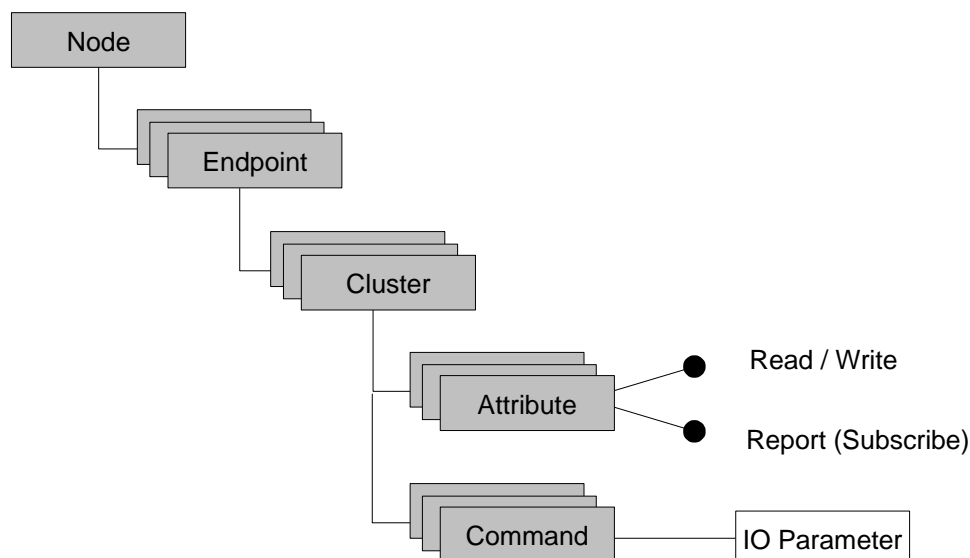 Node
Endpoint
Cluster
Attribute
Read / Write
Report (Subscribe)
Command
IO Parameter